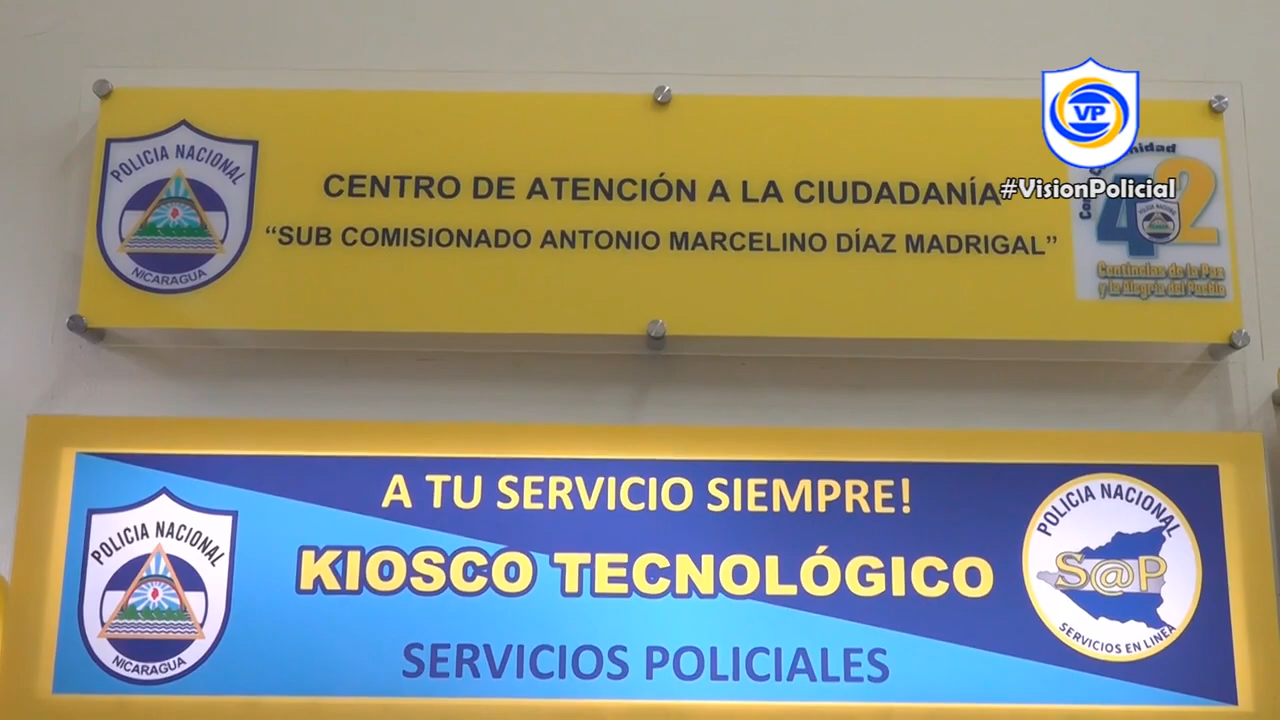 VP
#VisionPolicial
POLICIA NACIONAL
NICARAGUA
CENTRO DE ATENCIÓN A LA CIUDADANÍA
“SUB COMISIONADO ANTONIO MARCELINO DÍAZ MADRIGAL”
42
Centinelas de la Paz
y la Alegría del Pueblo
A TU SERVICIO SIEMPRE!
KIOSCO TECNOLÓGICO
SERVICIOS POLICIALES
POLICIA NACIONAL
NICARAGUA
POLICIA NACIONAL
S@P
SERVICIOS EN LINEA